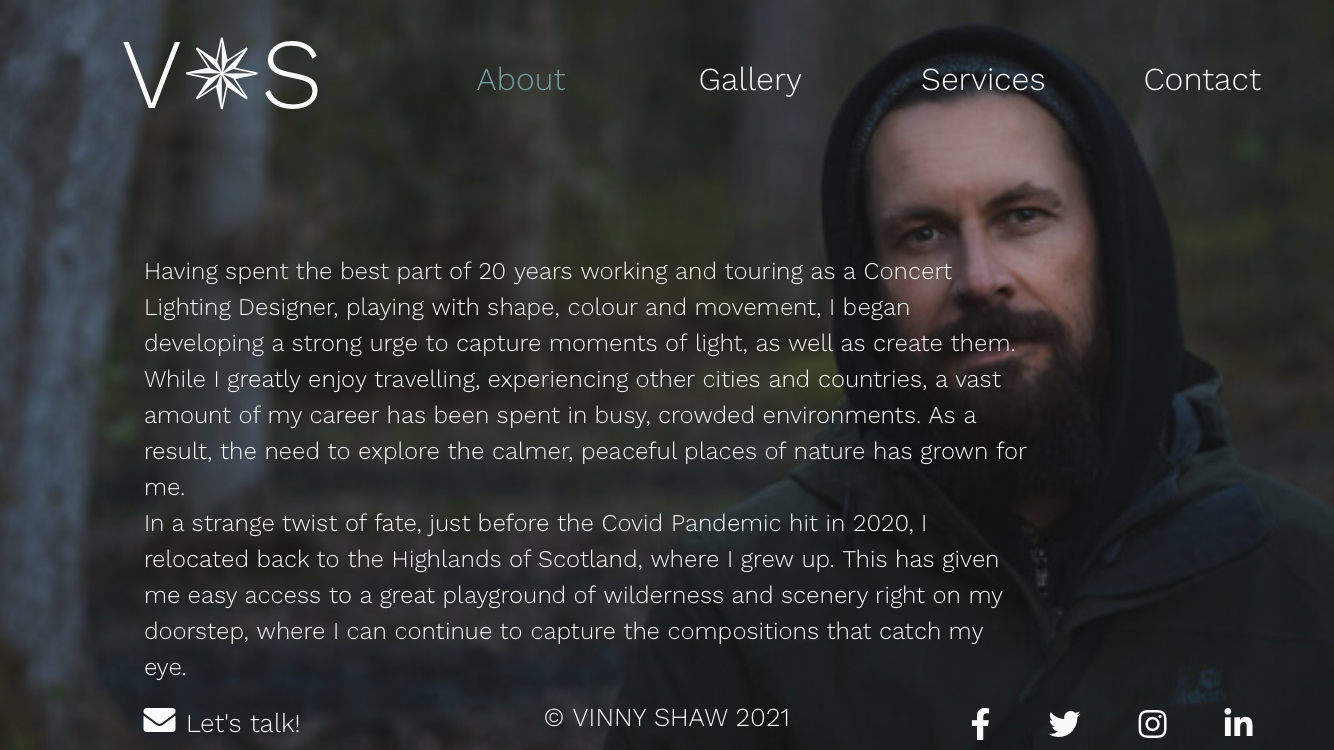 V S
About Gallery Services Contact
Having spent the best part of 20 years working and touring as a Concert
Lighting Designer, playing with shape, colour and movement, I began
developing a strong urge to capture moments of light, as well as create them.
While I greatly enjoy travelling, experiencing other cities and countries, a vast
amount of my career has been spent in busy, crowded environments. As a
result, the need to explore the calmer, peaceful places of nature has grown for
me.
In a strange twist of fate, just before the Covid Pandemic hit in 2020, I
relocated back to the Highlands of Scotland, where I grew up. This has given
me easy access to a great playground of wilderness and scenery right on my
doorstep, where I can continue to capture the compositions that catch my
eye.
Let's talk!
© VINNY SHAW 2021